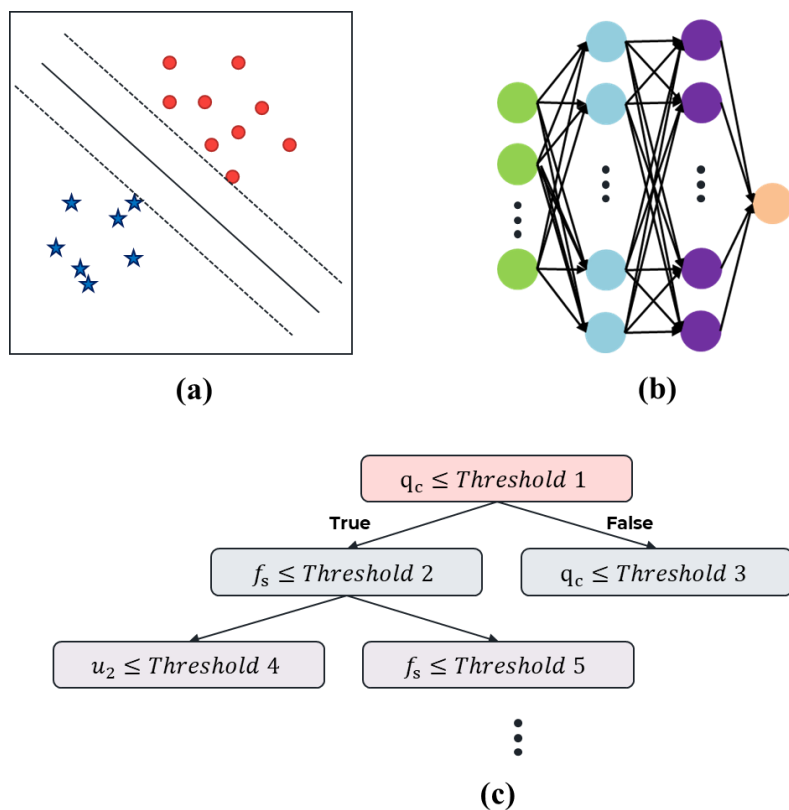 (a)
(b)
q_c ≤ Threshold 1
True
False
f_s ≤ Threshold 2
q_c ≤ Threshold 3
u_2 ≤ Threshold 4
f_s ≤ Threshold 5
(c)